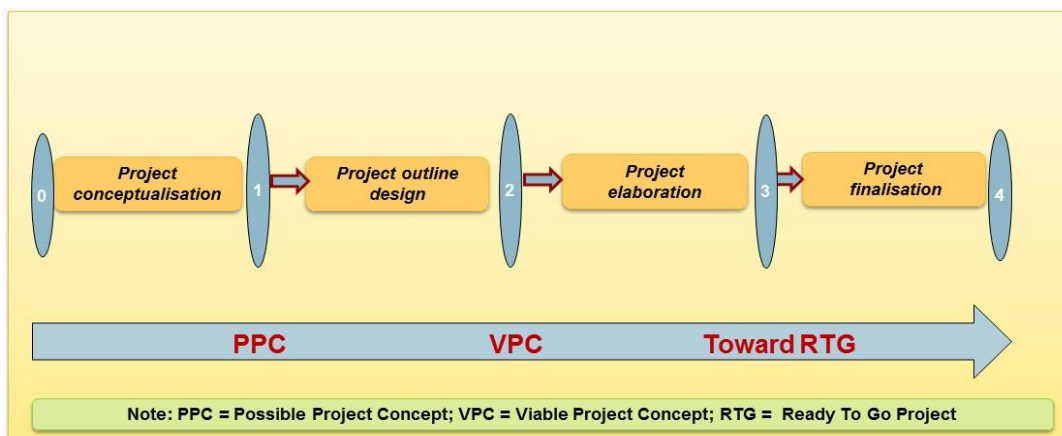 0
Project
conceptualisation
1
Project outline
design
2
Project
elaboration
3
Project
finalisation
4
PPC
VPC
Toward RTG
Note: PPC = Possible Project Concept; VPC = Viable Project Concept; RTG = Ready To Go Project